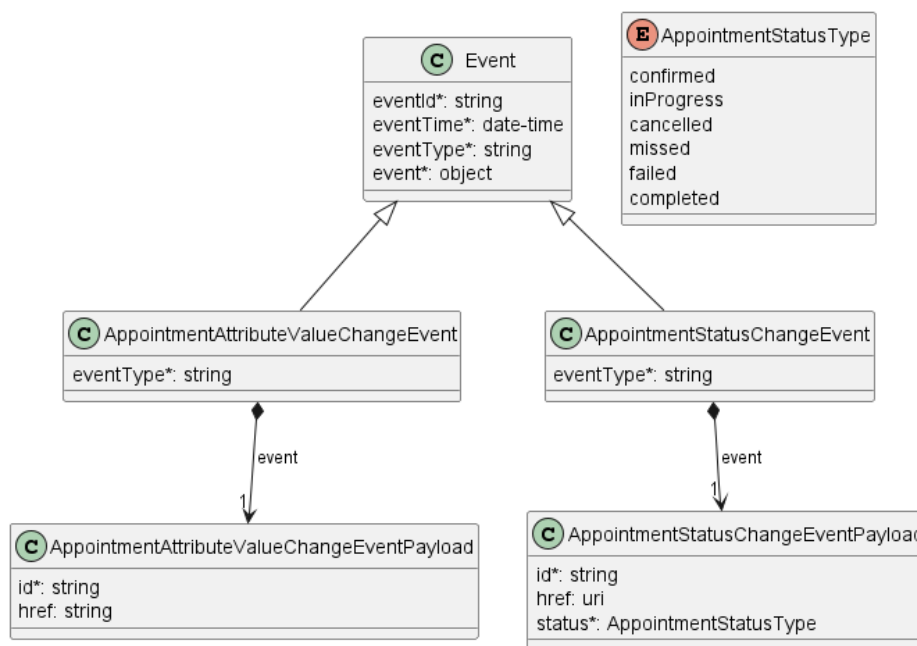 C Event
eventId*: string
eventTime*: date-time
eventType*: string
event*: object
E AppointmentStatusType
confirmed
inProgress
cancelled
missed
failed
completed
C AppointmentAttributeValueChangeEvent
eventType*: string
C AppointmentStatusChangeEvent
eventType*: string
event
1
event
1
C AppointmentAttributeValueChangeEventPayload
id*: string
href: string
C AppointmentStatusChangeEventPayload
id*: string
href: uri
status*: AppointmentStatusType